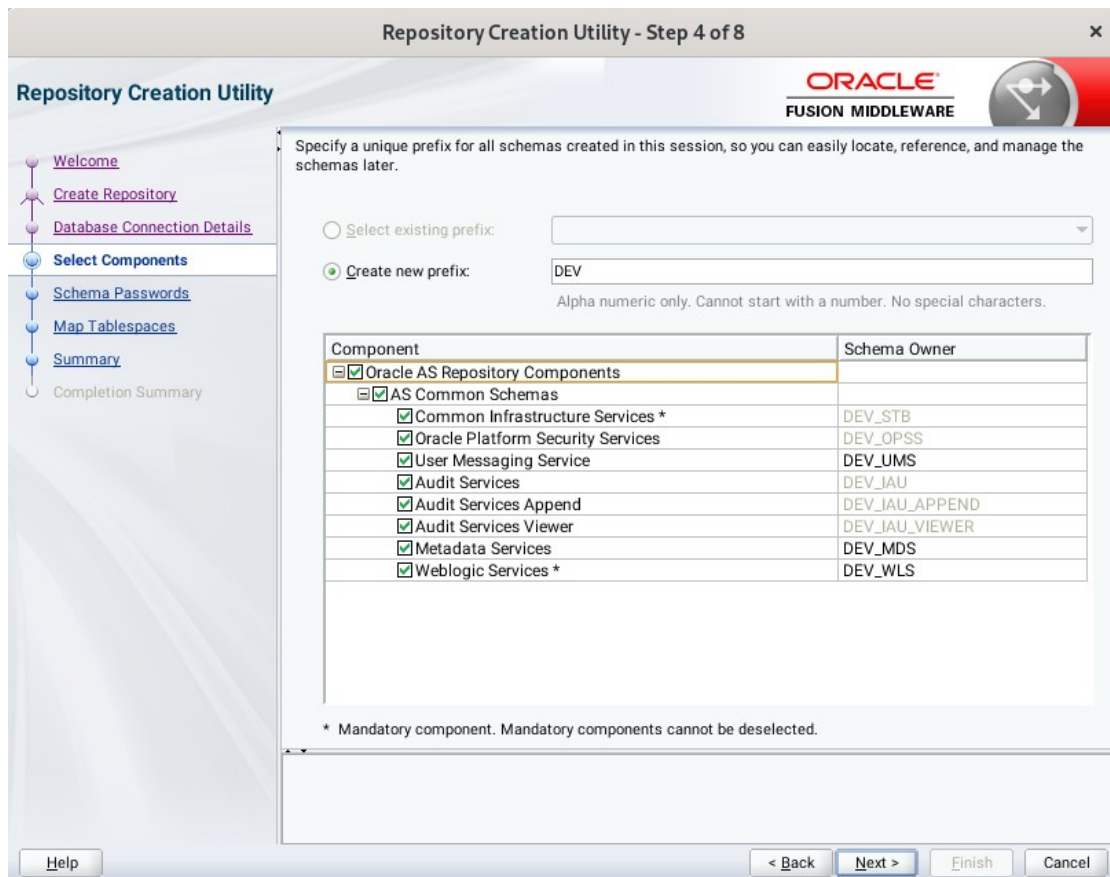 Repository Creation Utility - Step 4 of 8
×
Repository Creation Utility
ORACLE®
FUSION MIDDLEWARE
Welcome
Create Repository
Database Connection Details
Select Components
Schema Passwords
Map Tablespaces
Summary
Completion Summary
Specify a unique prefix for all schemas created in this session, so you can easily locate, reference, and manage the
schemas later.
Select existing prefix:
Create new prefix: DEV
Alpha numeric only. Cannot start with a number. No special characters.
Component Schema Owner
Oracle AS Repository Components
AS Common Schemas
Common Infrastructure Services * DEV_STB
Oracle Platform Security Services DEV_OPSS
User Messaging Service DEV_UMS
Audit Services DEV_IAU
Audit Services Append DEV_IAU_APPEND
Audit Services Viewer DEV_IAU_VIEWER
Metadata Services DEV_MDS
Weblogic Services * DEV_WLS
* Mandatory component. Mandatory components cannot be deselected.
Help < Back Next > Finish Cancel